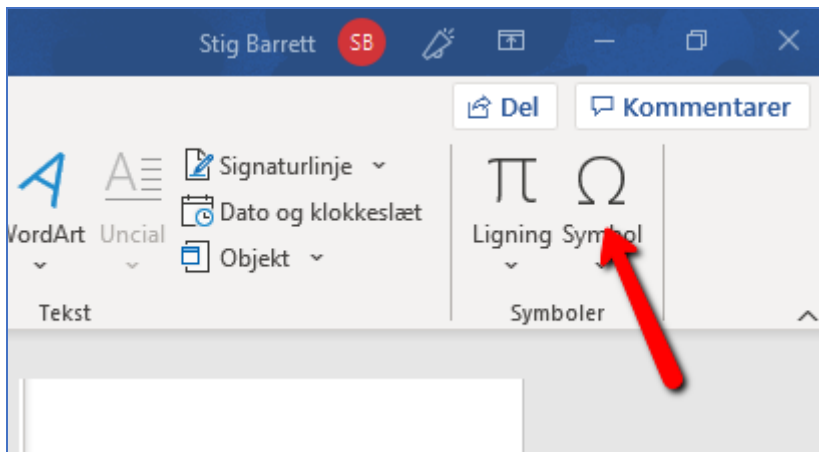 Stig Barrett SB
Del Kommentarer
Signaturlinje
Dato og klokkeslæt
WordArt Uncial Objekt
Ligning Symbol
Tekst Symboler